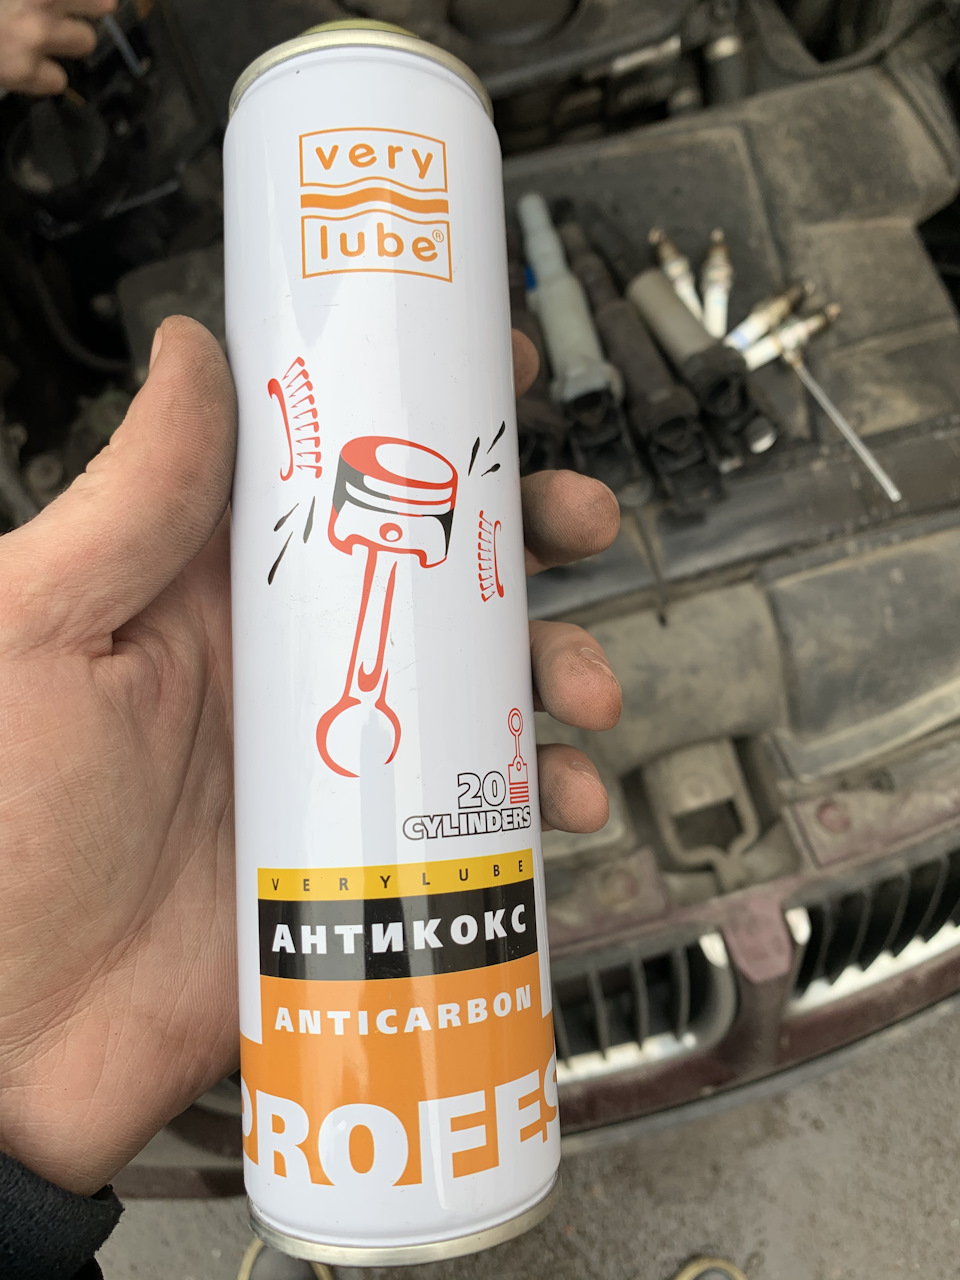 very
lube®
20
CYLINDERS
VERYLUBE
АНТИКОКС
ANTICARBON
PROFES